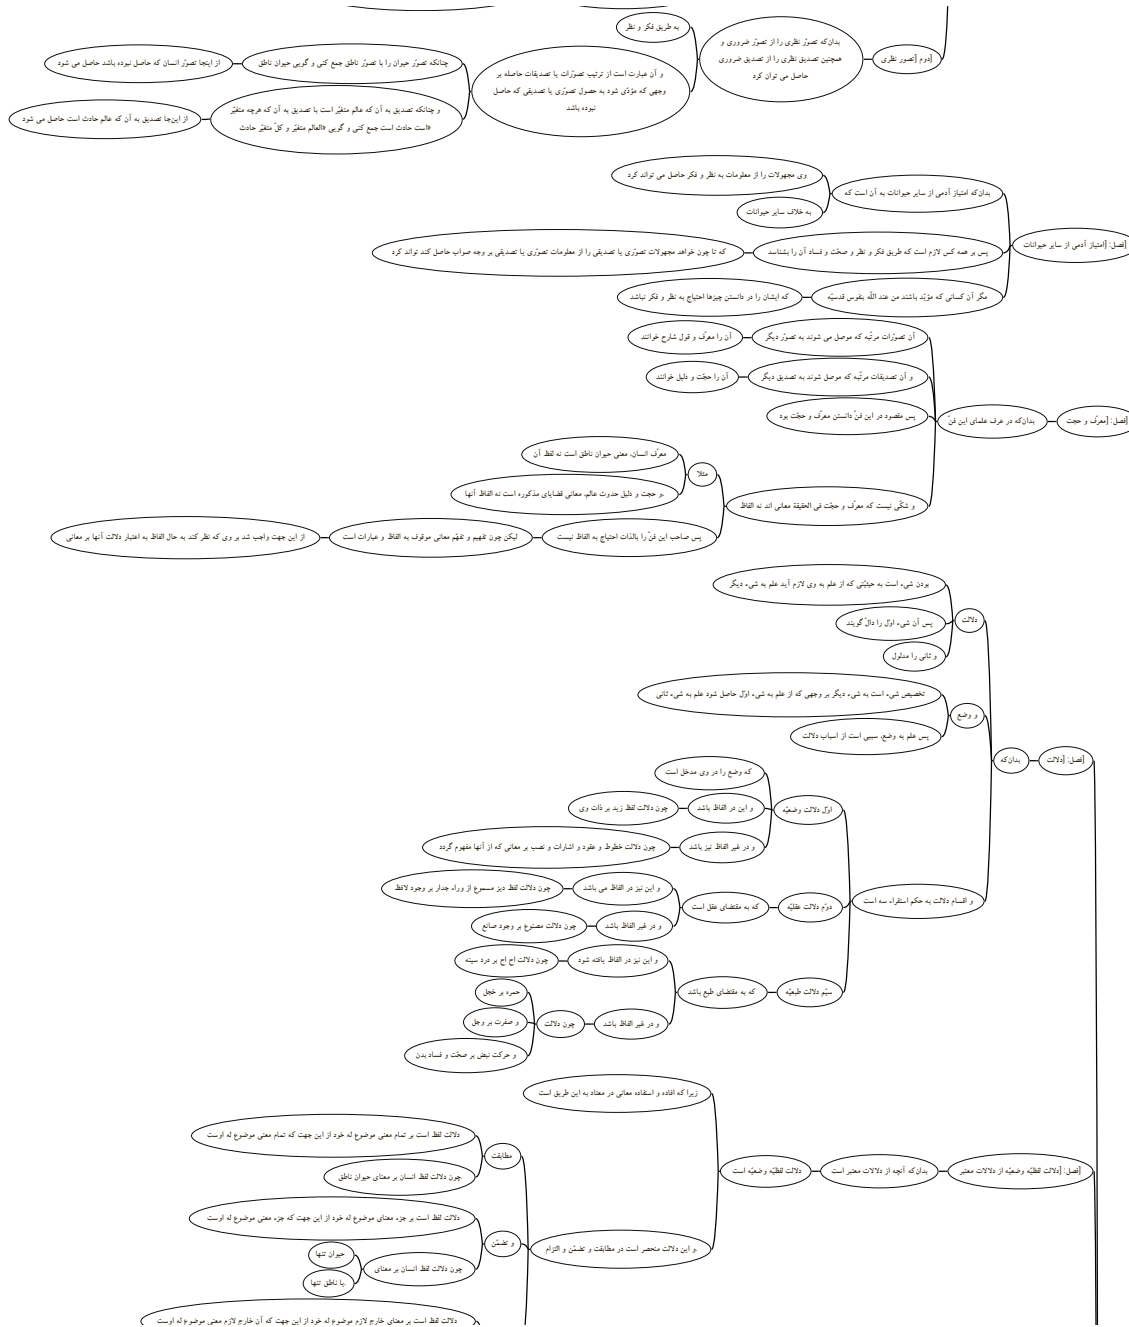 [دوم [تصور نظری
بدان‌که تصوّر نظری را از تصوّر ضروری و
همچنین تصدیق نظری را از تصدیق ضروری
حاصل می توان کرد
به طریق فکر و نظر
و آن عبارت است از ترتیب تصوّرات یا تصدیقات حاصله بر
وجهی که مؤدّی شود به حصول تصوّری یا تصدیقی که حاصل
نبوده باشد
چنانکه تصوّر حیوان را با تصوّر ناطق جمع کنی و گویی حیوان ناطق
از اینجا تصوّر انسان که حاصل نبوده باشد حاصل می شود
و چنانکه تصدیق به آن که عالم متغیّر است با تصدیق به آن که هرچه متغیّر
«است حادث است جمع کنی و گویی «العالم متغیّر و کلّ متغیّر حادث
از این‌جا تصدیق به آن که عالم حادث است حاصل می شود
[فصل: [امتیاز آدمی از سایر حیوانات
بدان‌که امتیاز آدمی از سایر حیوانات به آن است که
وی مجهولات را از معلومات به نظر و فکر حاصل می تواند کرد
به خلاف سایر حیوانات
پس بر همه کس لازم است که طریق فکر و نظر و صحّت و فساد آن را بشناسد
که تا چون خواهد مجهولات تصوّری یا تصدیقی را از معلومات تصوّری یا تصدیقی بر وجه صواب حاصل کند تواند کرد
مگر آن کسانی که مؤیّد باشند من عند اللّه بنفوس قدسیّه
که ایشان را در دانستن چیزها احتیاج به نظر و فکر نباشد
[فصل: [معرّف و حجت
بدان‌که در عرف علمای این فنّ
آن تصوّرات مرتّبه که موصل می شوند به تصوّر دیگر
آن را معرّف و قول شارح خوانند
و آن تصدیقات مرتّبه که موصل شوند به تصدیق دیگر
آن را حجّت و دلیل خوانند
پس مقصود در این فنّ دانستن معرّف و حجّت بود
و شکّی نیست که معرّف و حجّت فی الحقیقة معانی اند نه الفاظ
مثلا
معرّف انسان، معنی حیوان ناطق است نه لفظ آن
.و حجت و دلیل حدوث عالم، معانی قضایای مذکوره است نه الفاظ آنها
پس صاحب این فنّ را بالذّات احتیاج به الفاظ نیست
لیکن چون تفهیم و تفهّم معانی موقوف به الفاظ و عبارات است
از این جهت واجب شد بر وی که نظر کند به حال الفاظ به اعتبار دلالت آنها بر معانی
[فصل: [دلالت
بدان‌که
دلالت
بودن شیء است به حیثیّتی که از علم به وی لازم آید علم به شیء دیگر
پس آن شیء اوّل را دالّ گویند
و ثانی را مدلول
و وضع
تخصیص شیء است به شیء دیگر بر وجهی که از علم به شیء اوّل حاصل شود علم به شیء ثانی
پس علم به وضع، سببی است از اسباب دلالت
و اقسام دلالت به حکم استقراء سه است
اوّل دلالت وضعیّه
که وضع را در وی مدخل است
و این در الفاظ باشد
چون دلالت لفظ زید بر ذات وی
و در غیر الفاظ نیز باشد
چون دلالت خطوط و عقود و اشارات و نصب بر معانی که از آنها مفهوم گردد
دوّم دلالت عقلیّه
که به مقتضای عقل است
و این نیز در الفاظ می باشد
چون دلالت لفظ دیز مسموع از وراء جدار بر وجود لافظ
و در غیر الفاظ باشد
چون دلالت مصنوع بر وجود صانع
سیّم دلالت طبعیّه
که به مقتضای طبع باشد
و این نیز در الفاظ یافته شود
چون دلالت اح اح بر درد سینه
و در غیر الفاظ باشد
چون دلالت
حمره بر خجل
و صفرت بر وجل
و حرکت نبض بر صحّت و فساد بدن
[فصل: [دلالت لفظیّه وضعیّه از دلالات معتبر
بدان‌که آنچه از دلالات معتبر است
دلالت لفظیّه وضعیّه است
زیرا که افاده و استفاده معانی در معتاد به این طریق است
.و این دلالت منحصر است در مطابقت و تضمّن و التزام
مطابقت
دلالت لفظ است بر تمام معنی موضوع له خود از این جهت که تمام معنی موضوع له اوست
چون دلالت لفظ انسان بر معنای حیوان ناطق
و تضمّن
دلالت لفظ است بر جزء معنای موضوع له خود از این جهت که جزء معنی موضوع له اوست
چون دلالت لفظ انسان بر معنای
حیوان تنها
.یا ناطق تنها
دلالت لفظ است بر معنای خارج لازم موضوع له خود از این جهت که آن خارج لازم معنی موضوع له اوست